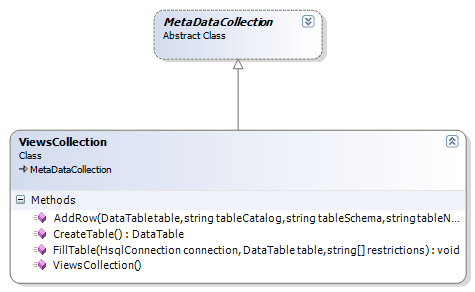 MetaDataCollection
Abstract Class
ViewsCollection
Class
MetaDataCollection
Methods
AddRow(DataTable table, string tableCatalog, string tableSchema, string tableN...
CreateTable() : DataTable
FillTable(HsqlConnection connection, DataTable table, string[] restrictions) : void
ViewsCollection()